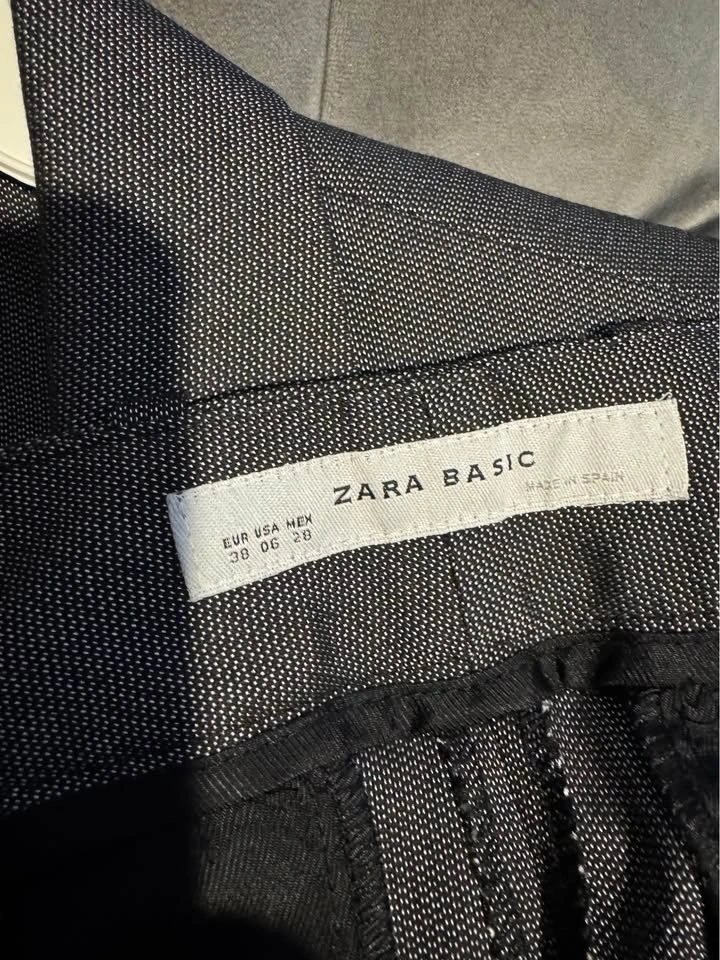 ZARA BASIC
MADE IN SPAIN
EUR USA MEX
38 06 28